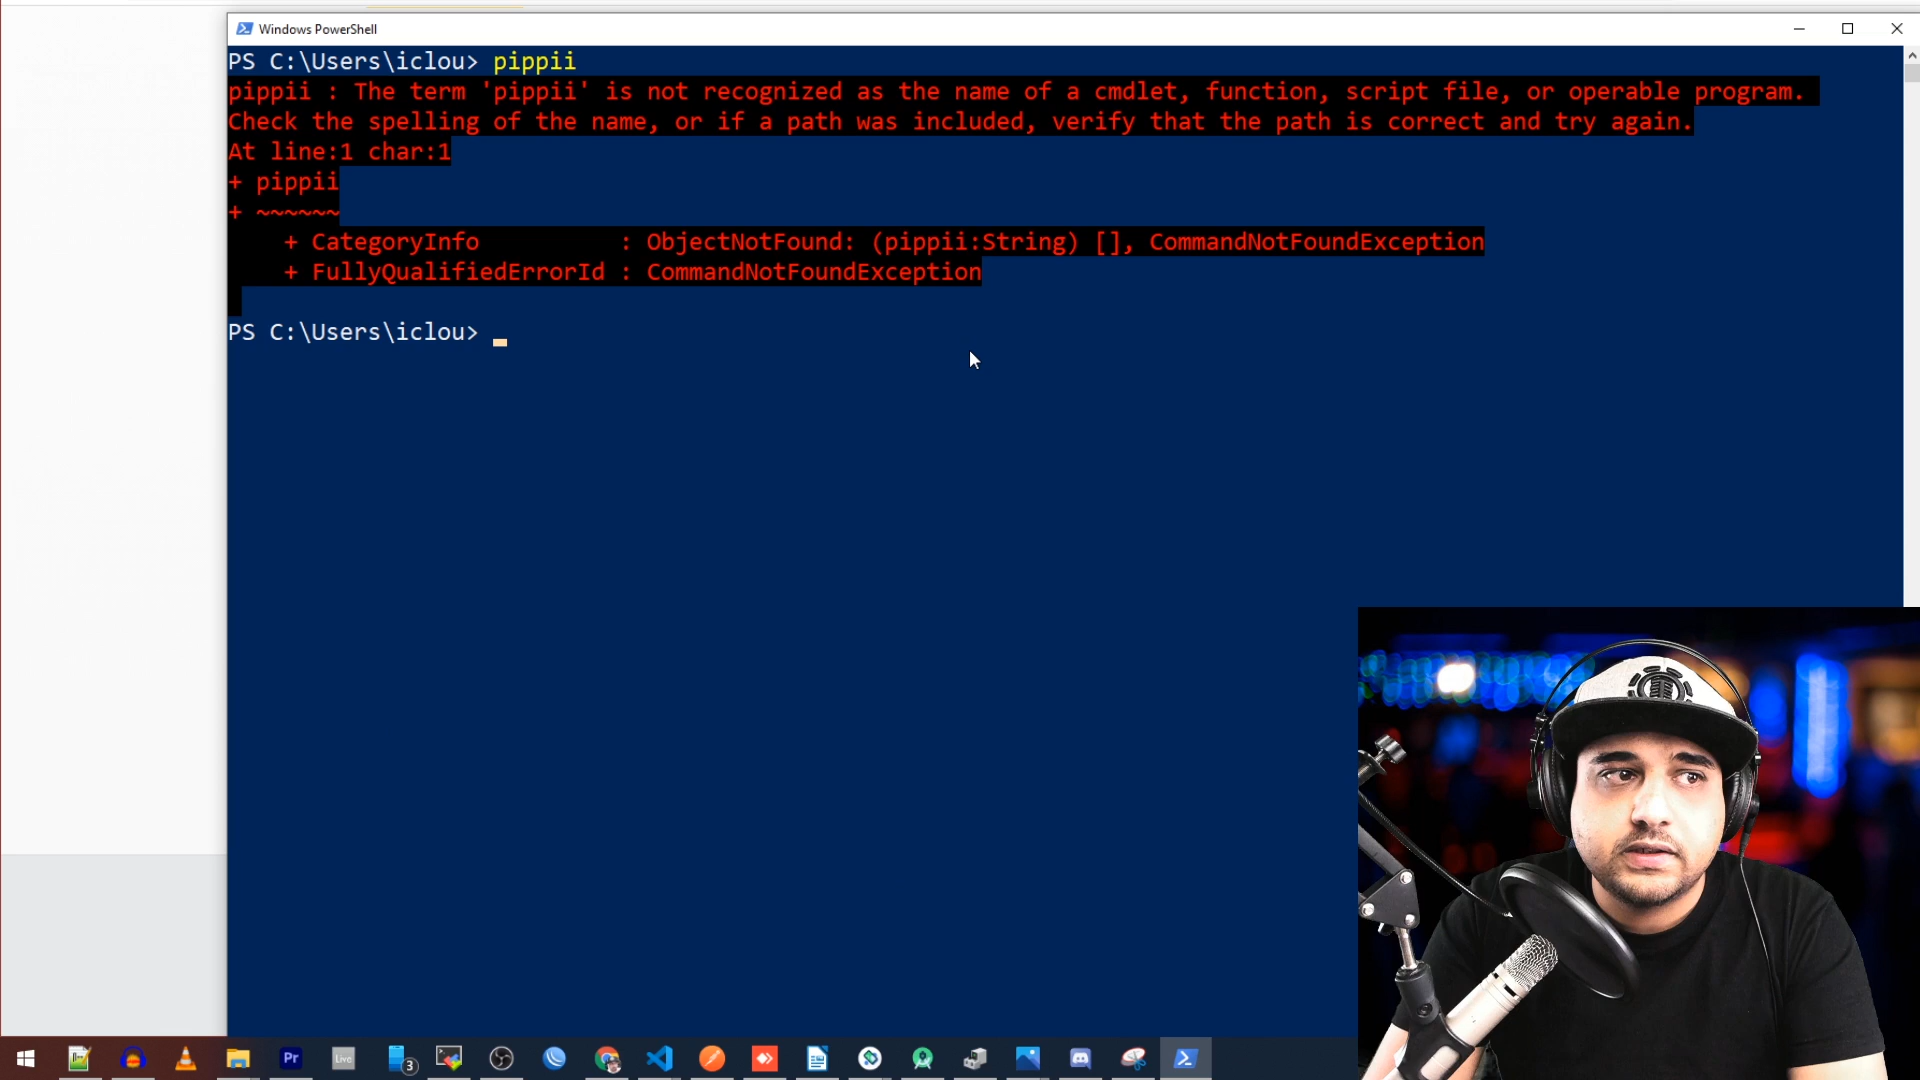 Windows PowerShell
PS C:\Users\iclou> pippii
pippii : The term 'pippii' is not recognized as the name of a cmdlet, function, script file, or operable program.
Check the spelling of the name, or if a path was included, verify that the path is correct and try again.
At line:1 char:1
+ pippii
+ ~~~~~~
    + CategoryInfo          : ObjectNotFound: (pippii:String) [], CommandNotFoundException
    + FullyQualifiedErrorId : CommandNotFoundException
PS C:\Users\iclou>
Pr
Live
3